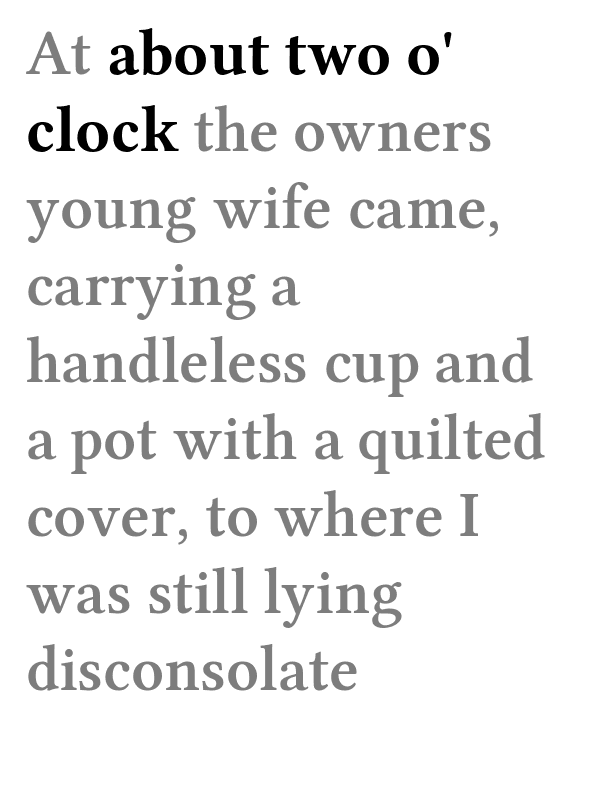 At about two o'
clock the owners
young wife came,
carrying a
handleless cup and
a pot with a quilted
cover, to where I
was still lying
disconsolate